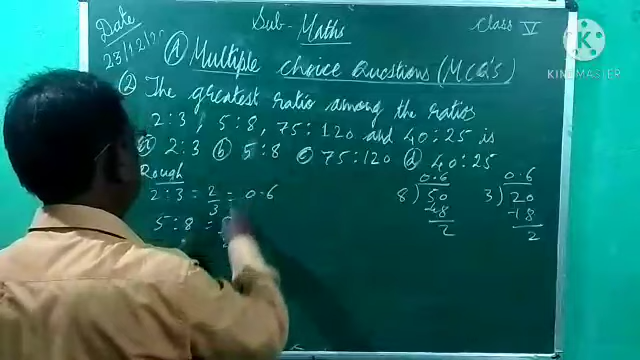 Date
23/12/20
Sub- Maths
Class V
KINEMASTER
(A) Multiple choice Questions (MCQ'S)
(2) The greatest ratio among the ratios
2:3, 5:8, 75:120 and 40:25 is
(a) 2:3 (b) 5:8 (c) 75:120 (d) 40:25
Rough
2:3 = 2/3 = 0.6
5:8 =
0.6
8) 50
-48
2
0.6
3) 20
-18
2